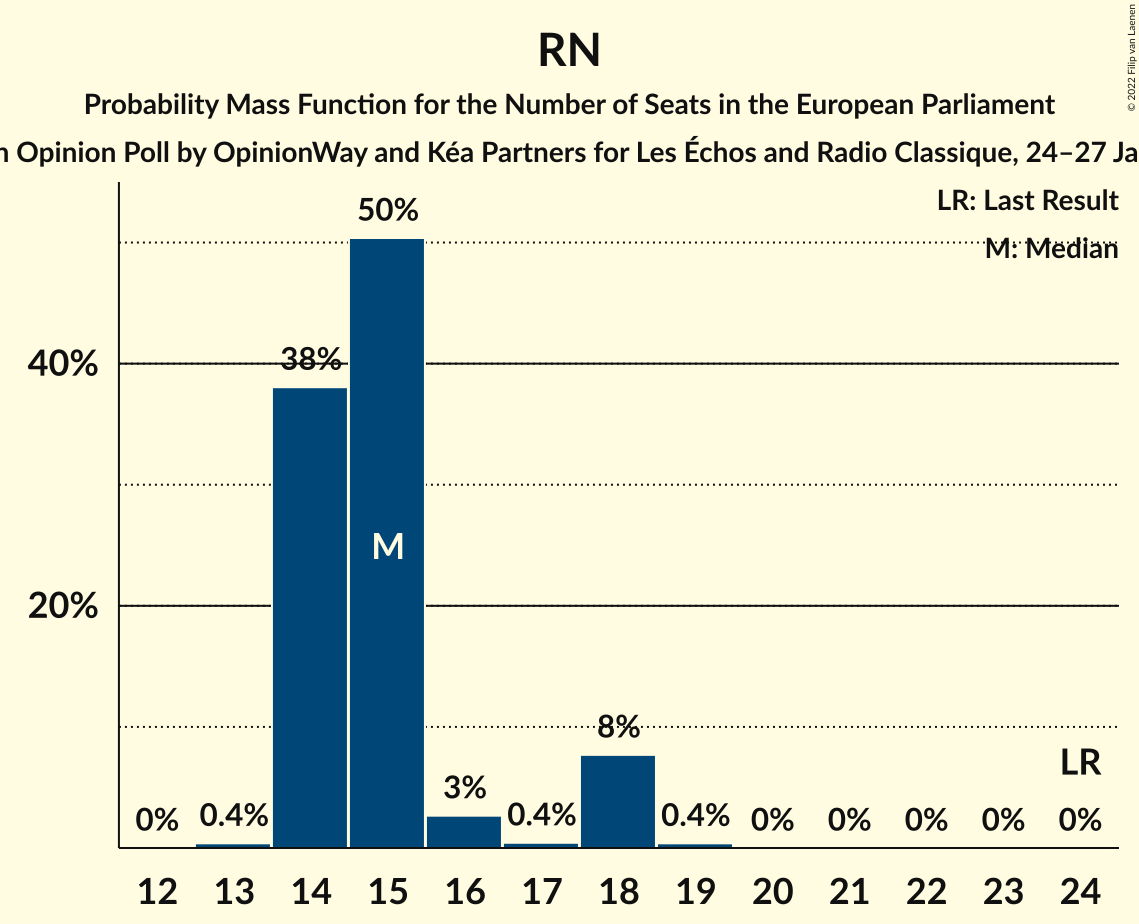 RN
Probability Mass Function for the Number of Seats in the European Parliament
n Opinion Poll by OpinionWay and Kéa Partners for Les Échos and Radio Classique, 24–27 Ja
© 2022 Filip van Laenen
LR: Last Result
M: Median
50%
38%
40%
M
20%
8%
LR
3%
0% 0.4% 0.4% 0.4% 0% 0% 0% 0% 0%
12 13 14 15 16 17 18 19 20 21 22 23 24